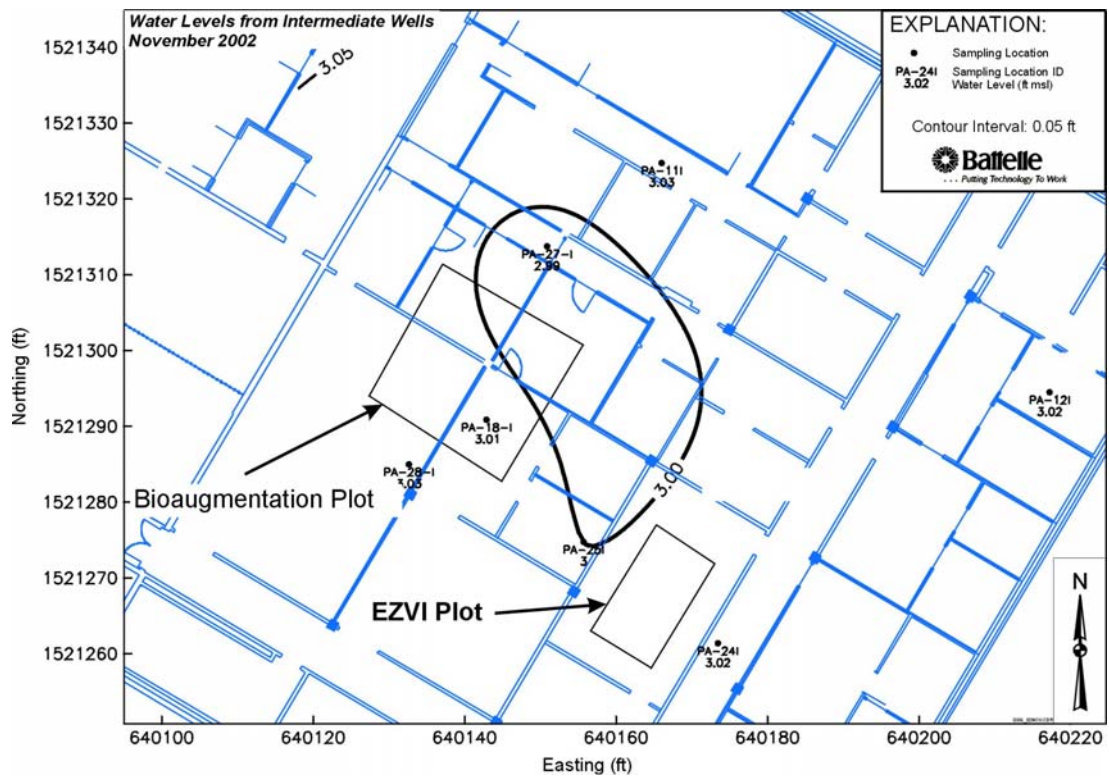 Water Levels from Intermediate Wells
November 2002
EXPLANATION:
Sampling Location
PA-24I Sampling Location ID
3.02 Water Level (ft msl)
Contour Interval: 0.05 ft
Battelle
... Putting Technology To Work
3.05
PA-11I
3.03
PA-27-I
2.99
PA-12I
3.02
PA-18-I
3.01
PA-28-I
3.03
Bioaugmentation Plot
3.00
PA-25I
3
EZVI Plot
PA-24I
3.02
N
Northing (ft)
1521340
1521330
1521320
1521310
1521300
1521290
1521280
1521270
1521260
640100 640120 640140 640160 640180 640200 640220
Easting (ft)